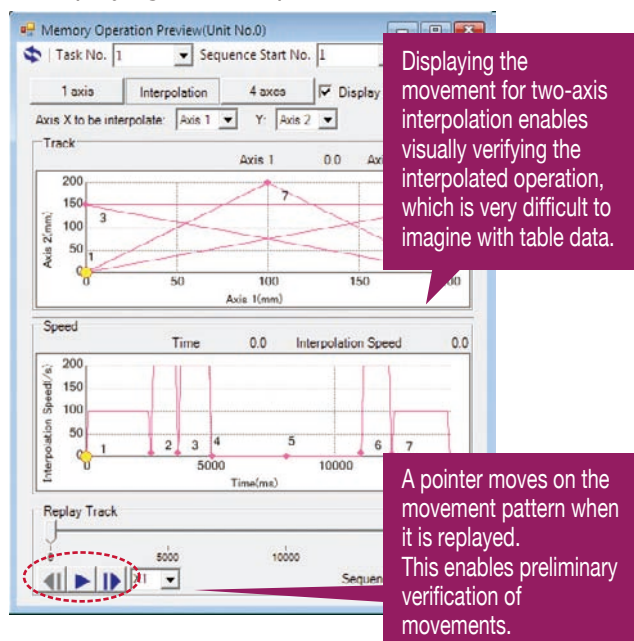 Memory Operation Preview(Unit No.0)
Task No. 1 Sequence Start No. 1
1 axis Interpolation 4 axes Display
Axis X to be interpolate: Axis 1 Y: Axis 2
Displaying the
movement for two-axis
interpolation enables
visually verifying the
interpolated operation,
which is very difficult to
imagine with table data.
Track
Axis 1 0.0
200
150
100
50
0
Axis 2(mm)
1
3
7
50 100 150
Axis 1(mm)
Speed
Time 0.0 Interpolation Speed 0.0
200
150
100
50
0
Interpoation Speed(/s)
1 2 3 4 5 6 7
0 5000 10000
Time(ms)
Replay Track
0 5000 10000
A pointer moves on the
movement pattern when
it is replayed.
This enables preliminary
verification of
movements.